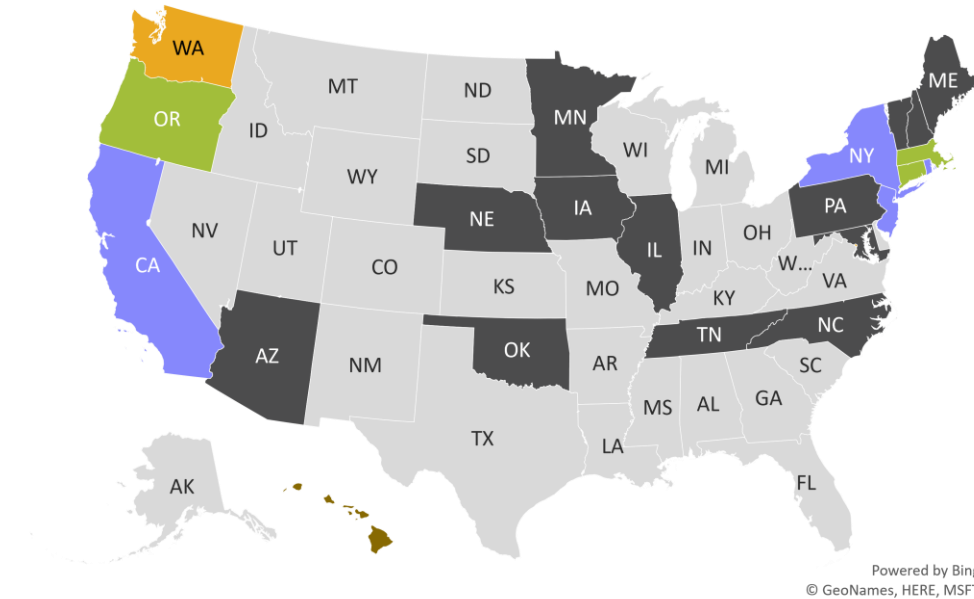 WA
MT
ND
MN
ME
OR
ID
SD
WI
MI
NY
WY
NE
IA
PA
NV
UT
CO
IL
IN
OH
W...
CA
KS
MO
KY
VA
AZ
NM
OK
TN
NC
AR
SC
MS
AL
GA
TX
LA
FL
AK
Powered by Bing
© GeoNames, HERE, MSFT